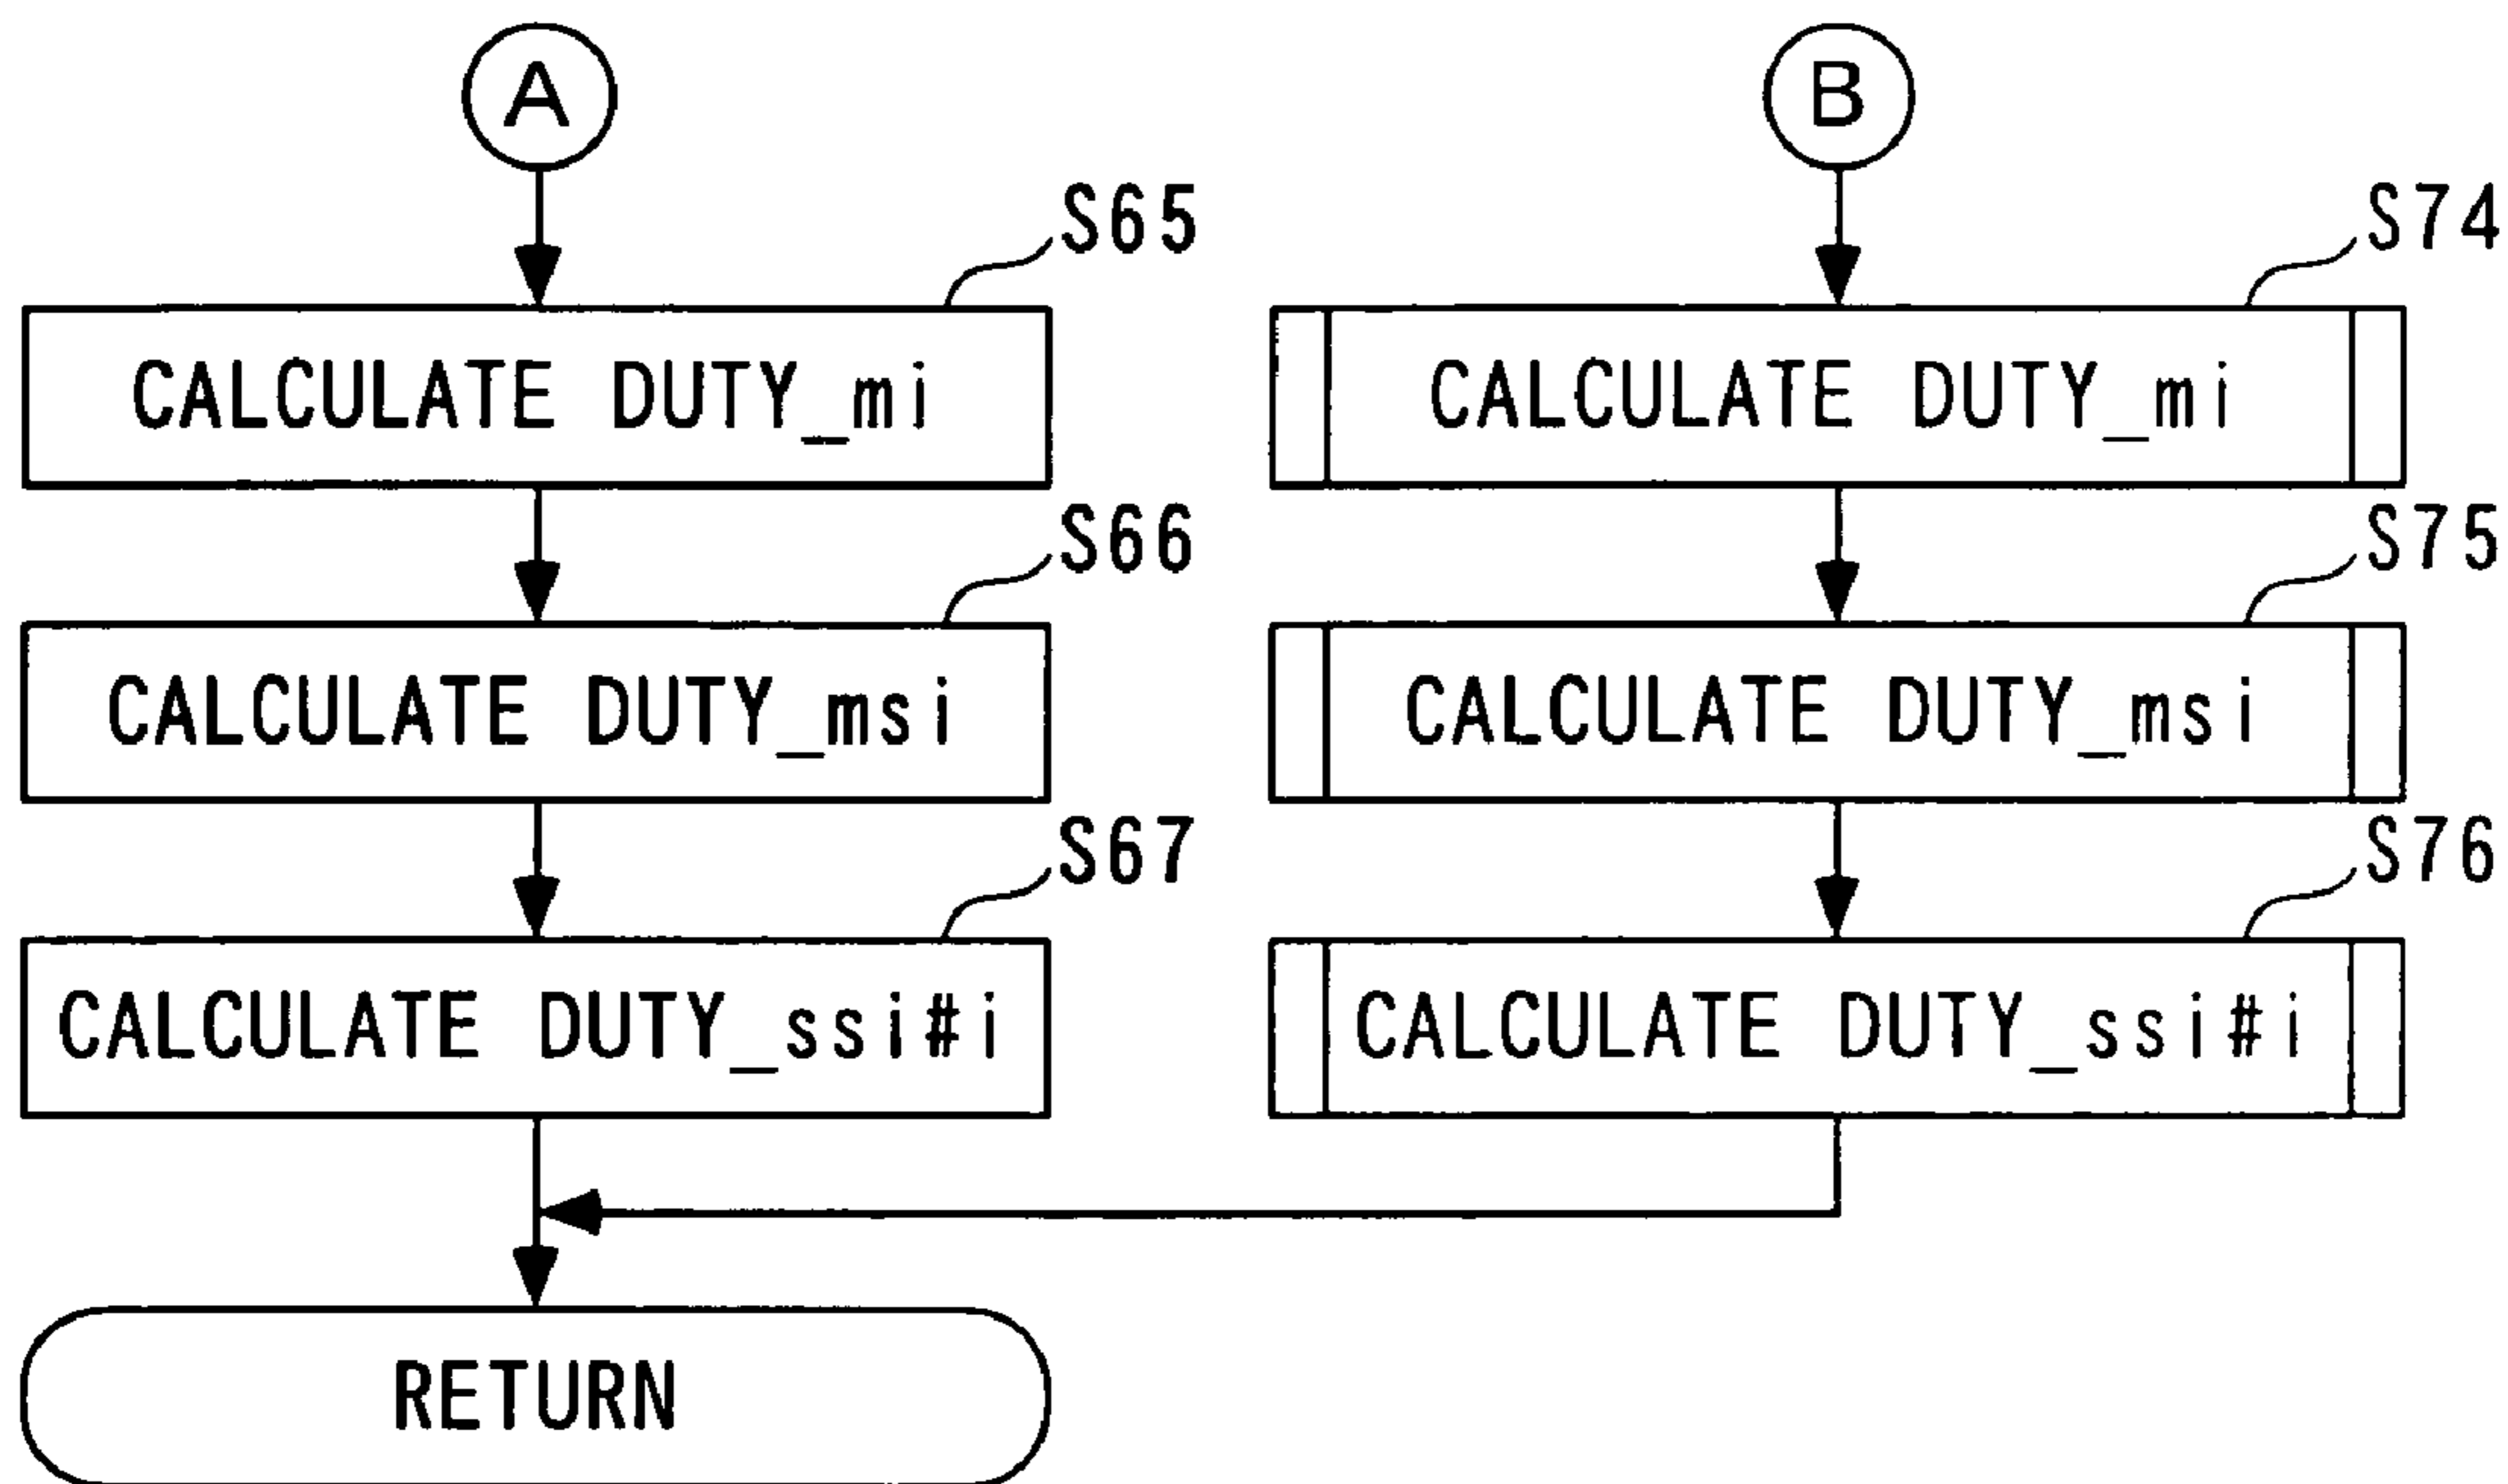 A
S65
CALCULATE DUTY_mi
S66
CALCULATE DUTY_msi
S67
CALCULATE DUTY_ssi#i
RETURN
B
S74
CALCULATE DUTY_mi
S75
CALCULATE DUTY_msi
S76
CALCULATE DUTY_ssi#i